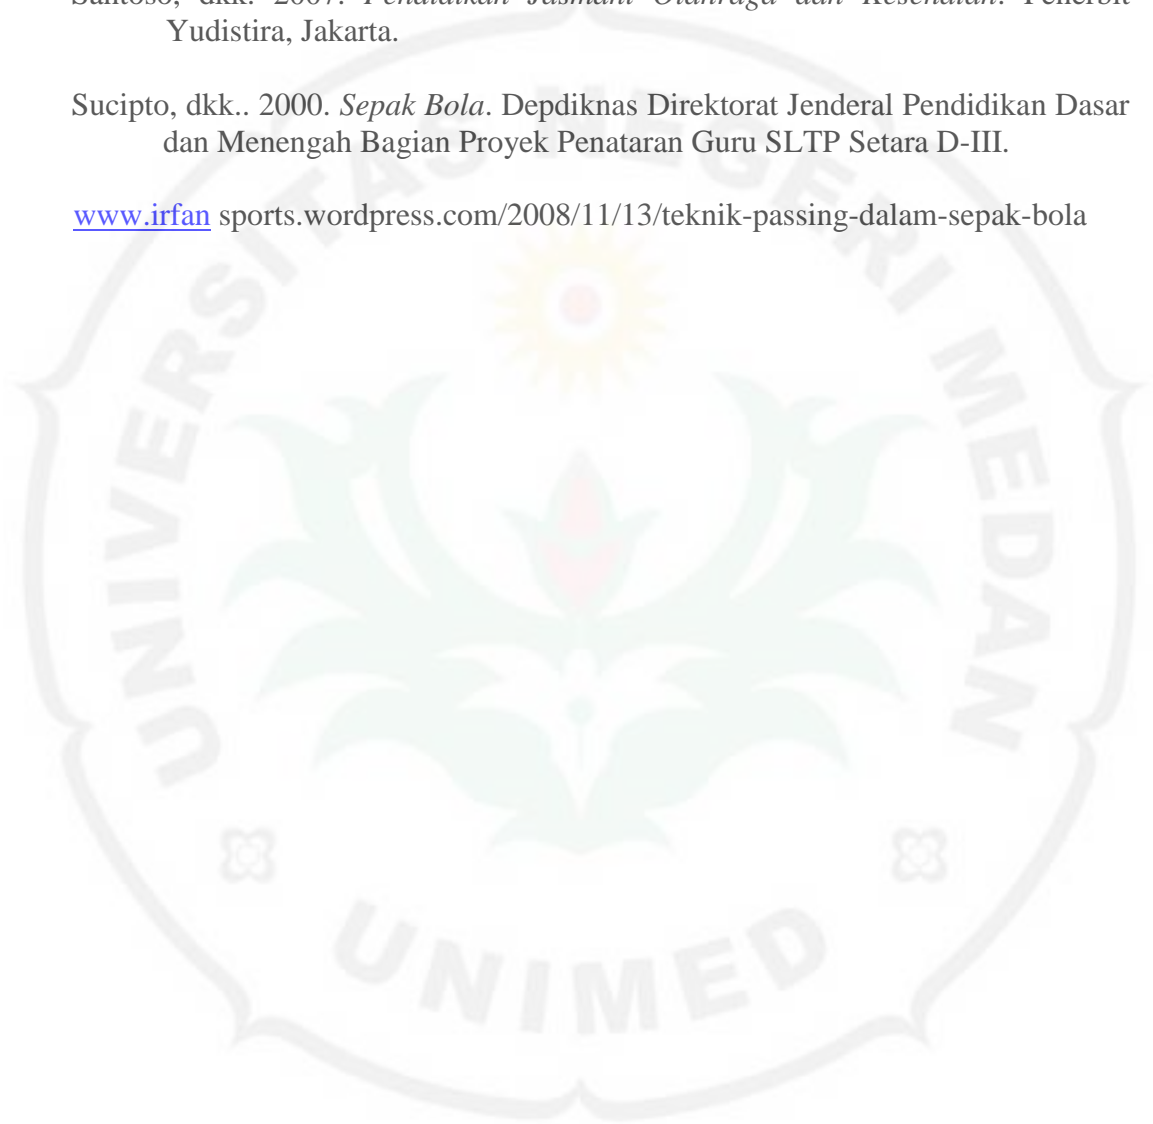 Santoso, dkk. 2007. Pendidikan Jasmani Olahraga dan Kesehatan. Penerbit
Yudistira, Jakarta.
Sucipto, dkk.. 2000. Sepak Bola. Depdiknas Direktorat Jenderal Pendidikan Dasar
dan Menengah Bagian Proyek Penataran Guru SLTP Setara D-III.
www.irfan sports.wordpress.com/2008/11/13/teknik-passing-dalam-sepak-bola
UNIVERSITAS NEGERI MEDAN
UNIMED